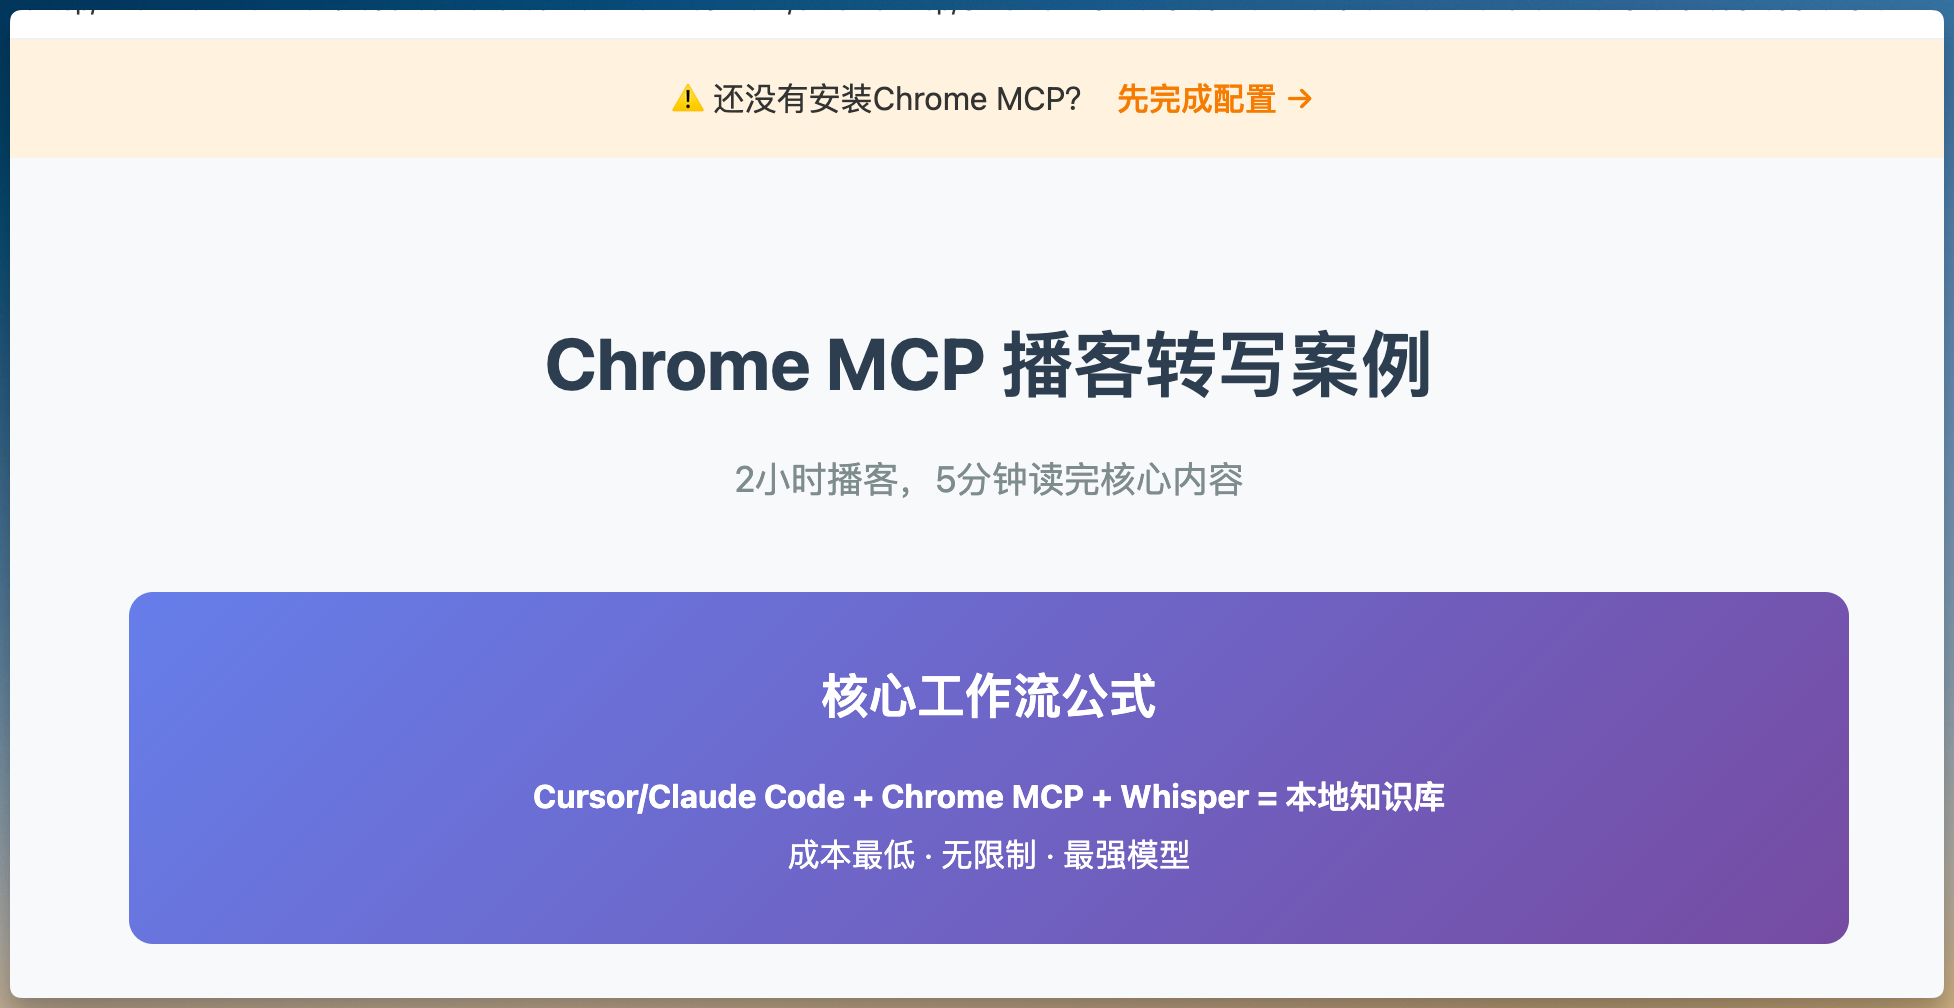 ⚠️ 还没有安装Chrome MCP? 先完成配置 →
Chrome MCP 播客转写案例
2小时播客，5分钟读完核心内容
核心工作流公式
Cursor/Claude Code + Chrome MCP + Whisper = 本地知识库
成本最低 · 无限制 · 最强模型